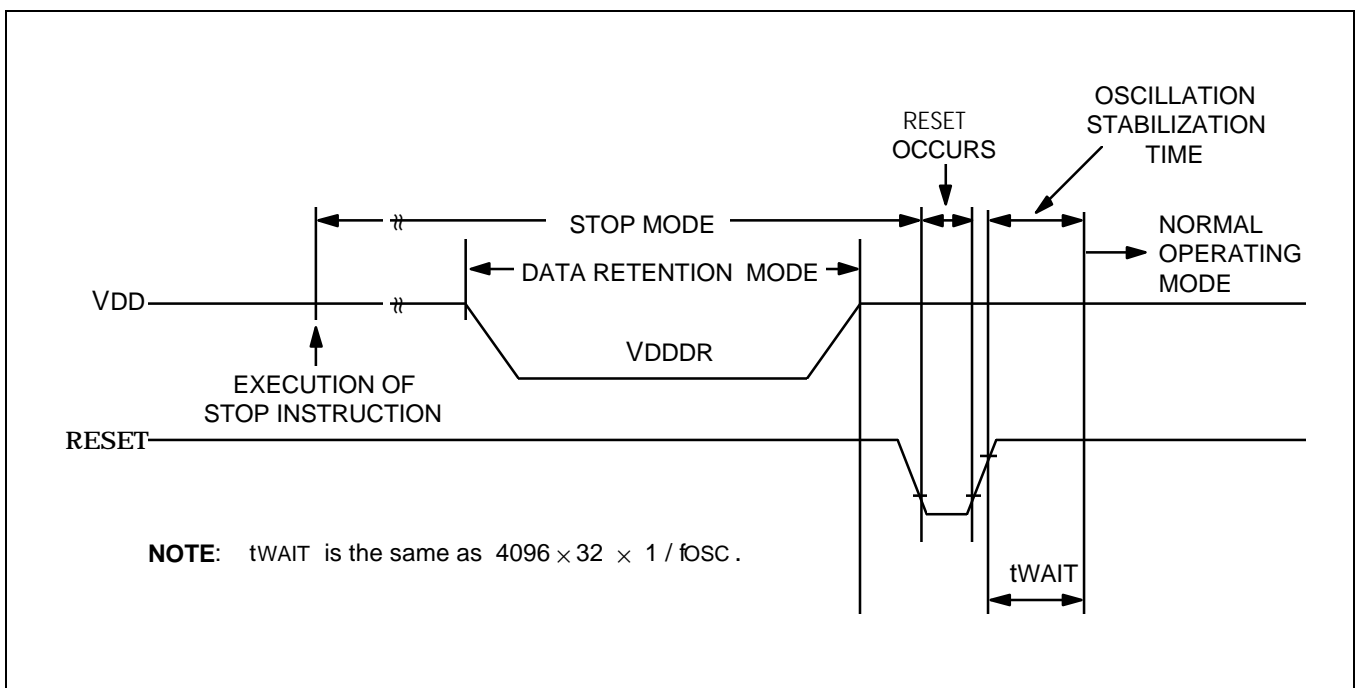 OSCILLATION
STABILIZATION
TIME
RESET
OCCURS
STOP MODE
NORMAL
OPERATING
MODE
DATA RETENTION MODE
VDD
VDDDR
EXECUTION OF
STOP INSTRUCTION
RESET
NOTE: tWAIT is the same as 4096 × 32 × 1 / fOSC.
tWAIT